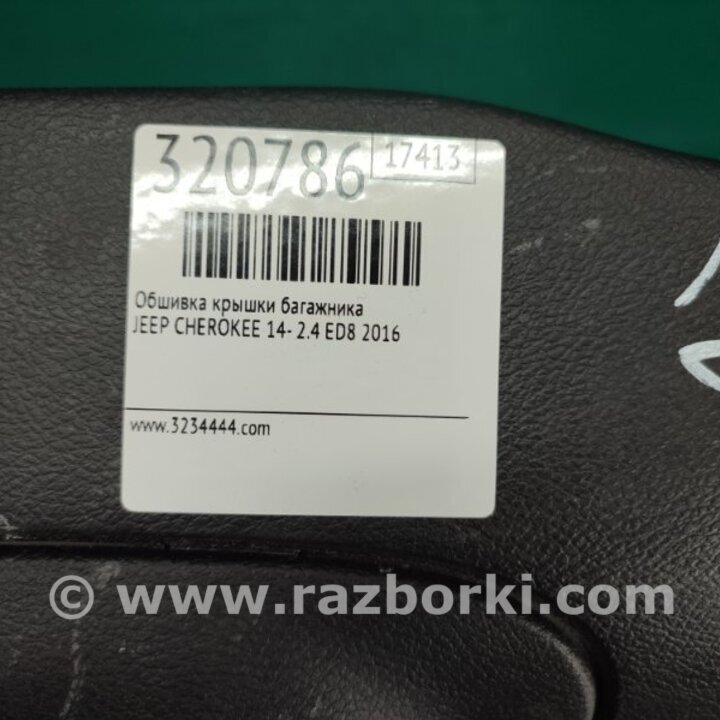 320786 17413
Обшивка крышки багажника
JEEP CHEROKEE 14- 2.4 ED8 2016
www.3234444.com
© www.razborki.com